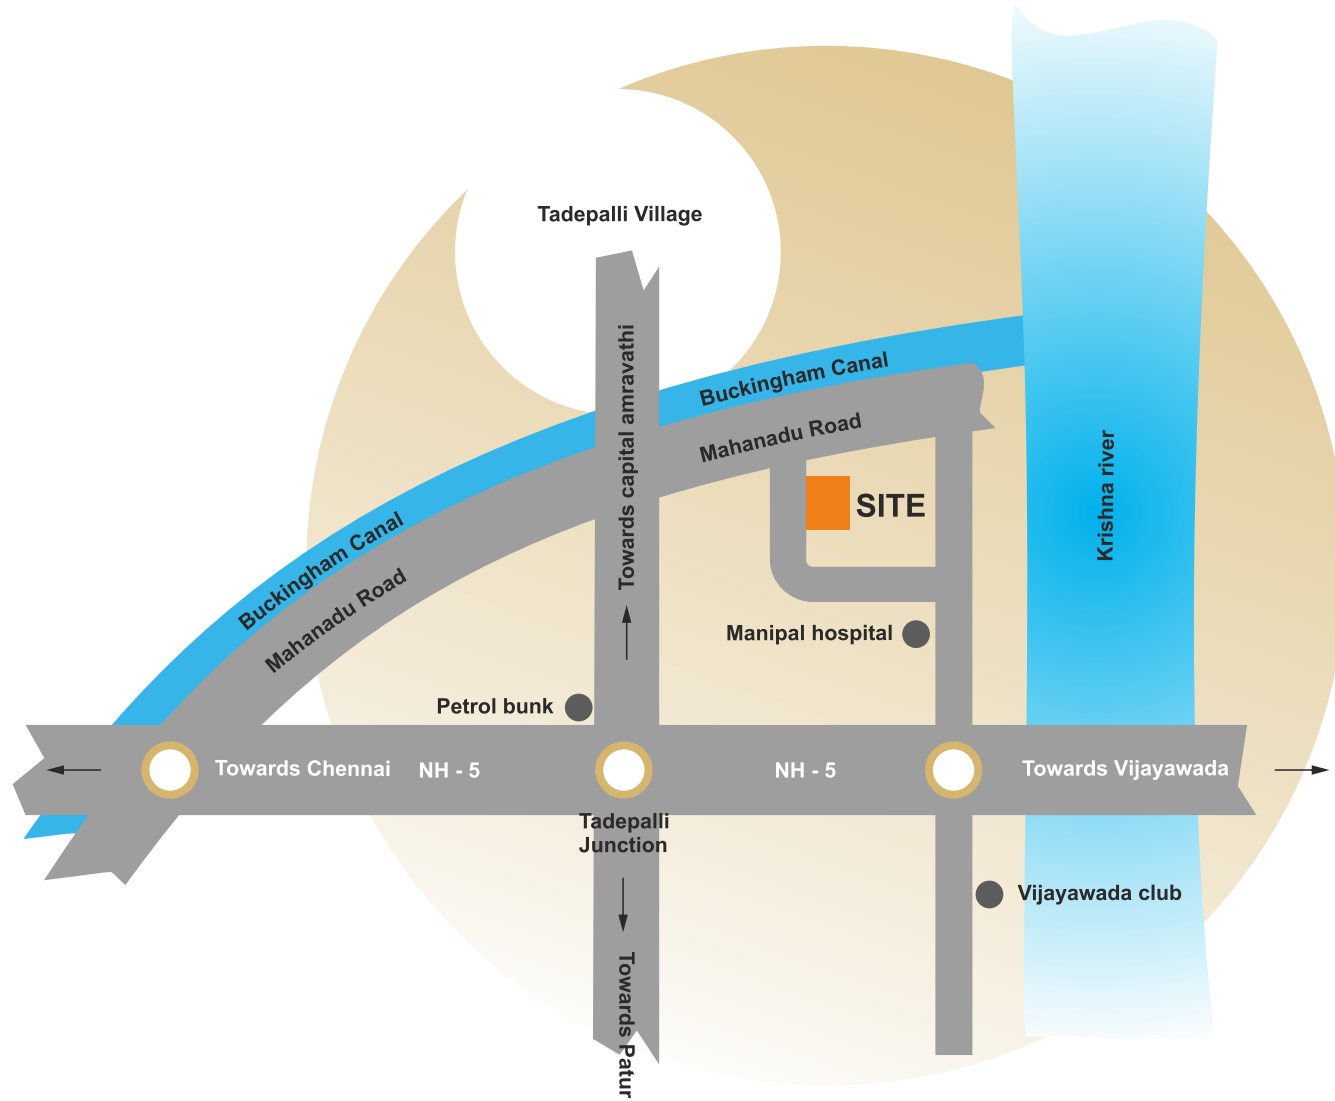 Tadepalli Village
Towards capital amravathi
Buckingham Canal
Mahanadu Road
Buckingham Canal
Mahanadu Road
SITE
Krishna river
Manipal hospital
Petrol bunk
Towards Chennai
NH - 5
NH - 5
Towards Vijayawada
Tadepalli
Junction
Vijayawada club
Towards Patur